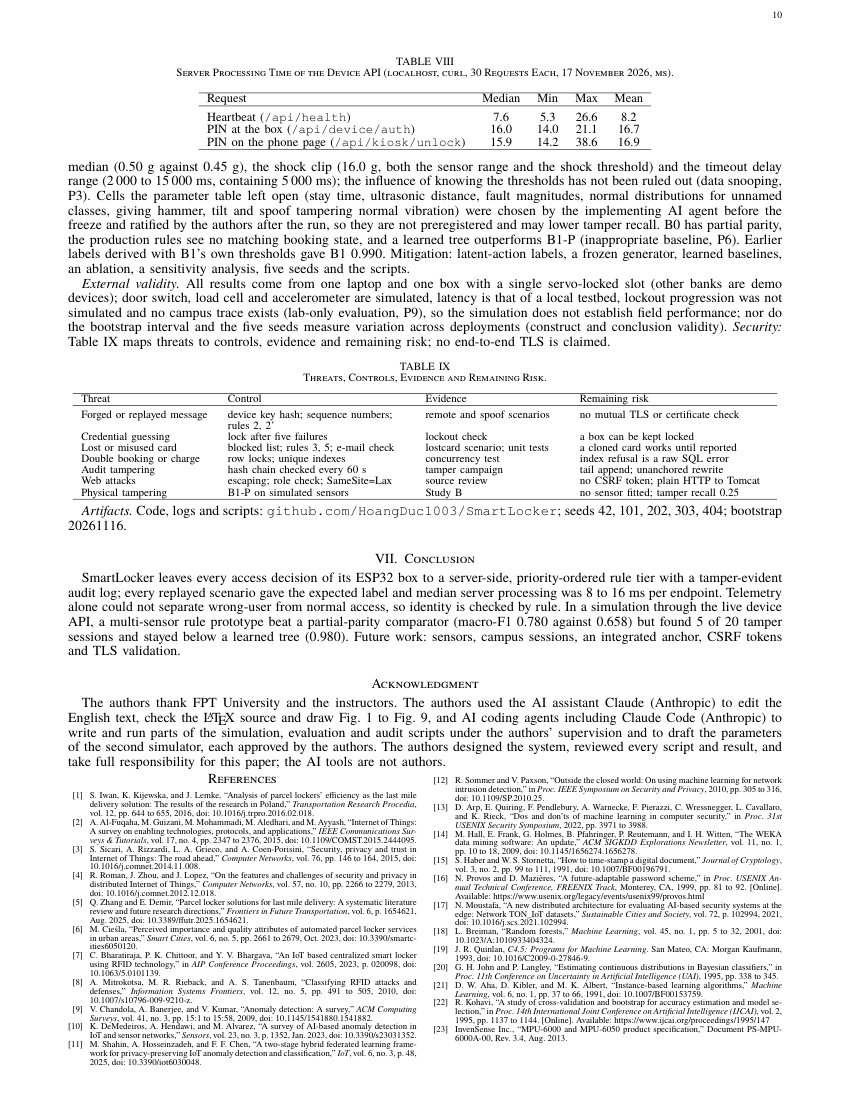 10
TABLE VIII
SERVER PROCESSING TIME OF THE DEVICE API (LOCALHOST, CURL, 30 REQUESTS EACH, 17 NOVEMBER 2026, MS).
Request Median Min Max Mean
Heartbeat (/api/health) 7.6 5.3 26.6 8.2
PIN at the box (/api/device/auth) 16.0 14.0 21.1 16.7
PIN on the phone page (/api/kiosk/unlock) 15.9 14.2 38.6 16.9
median (0.50 g against 0.45 g), the shock clip (16.0 g, both the sensor range and the shock threshold) and the timeout delay
range (2 000 to 15 000 ms, containing 5 000 ms); the influence of knowing the thresholds has not been ruled out (data snooping,
P3). Cells the parameter table left open (stay time, ultrasonic distance, fault magnitudes, normal distributions for unnamed
classes, giving hammer, tilt and spoof tampering normal vibration) were chosen by the implementing AI agent before the
freeze and ratified by the authors after the run, so they are not preregistered and may lower tamper recall. B0 has partial parity,
the production rules see no matching booking state, and a learned tree outperforms B1-P (inappropriate baseline, P6). Earlier
labels derived with B1's own thresholds gave B1 0.990. Mitigation: latent-action labels, a frozen generator, learned baselines,
an ablation, a sensitivity analysis, five seeds and the scripts.
External validity. All results come from one laptop and one box with a single servo-locked slot (other banks are demo
devices); door switch, load cell and accelerometer are simulated, latency is that of a local testbed, lockout progression was not
simulated and no campus trace exists (lab-only evaluation, P9), so the simulation does not establish field performance; nor do
the bootstrap interval and the five seeds measure variation across deployments (construct and conclusion validity). Security:
Table IX maps threats to controls, evidence and remaining risk; no end-to-end TLS is claimed.
TABLE IX
THREATS, CONTROLS, EVIDENCE AND REMAINING RISK.
Threat Control Evidence Remaining risk
Forged or replayed message device key hash; sequence numbers; remote and spoof scenarios no mutual TLS or certificate check
rules 2, 2'
Credential guessing lock after five failures lockout check a box can be kept locked
Lost or misused card blocked list; rules 3, 5; e-mail check lostcard scenario; unit tests a cloned card works until reported
Double booking or charge row locks; unique indexes concurrency test index refusal is a raw SQL error
Audit tampering hash chain checked every 60 s tamper campaign tail append; unanchored rewrite
Web attacks escaping; role check; SameSite=Lax source review no CSRF token; plain HTTP to Tomcat
Physical tampering B1-P on simulated sensors Study B no sensor fitted; tamper recall 0.25
Artifacts. Code, logs and scripts: github.com/HoangDuc1003/SmartLocker; seeds 42, 101, 202, 303, 404; bootstrap
20261116.
VII. CONCLUSION
SmartLocker leaves every access decision of its ESP32 box to a server-side, priority-ordered rule tier with a tamper-evident
audit log; every replayed scenario gave the expected label and median server processing was 8 to 16 ms per endpoint. Telemetry
alone could not separate wrong-user from normal access, so identity is checked by rule. In a simulation through the live device
API, a multi-sensor rule prototype beat a partial-parity comparator (macro-F1 0.780 against 0.658) but found 5 of 20 tamper
sessions and stayed below a learned tree (0.980). Future work: sensors, campus sessions, an integrated anchor, CSRF tokens
and TLS validation.
ACKNOWLEDGMENT
The authors thank FPT University and the instructors. The authors used the AI assistant Claude (Anthropic) to edit the
English text, check the LATEX source and draw Fig. 1 to Fig. 9, and AI coding agents including Claude Code (Anthropic) to
write and run parts of the simulation, evaluation and audit scripts under the authors' supervision and to draft the parameters
of the second simulator, each approved by the authors. The authors designed the system, reviewed every script and result, and
take full responsibility for this paper; the AI tools are not authors.
REFERENCES
[1] S. Iwan, K. Kijewska, and J. Lemke, "Analysis of parcel lockers' efficiency as the last mile
delivery solution: The results of the research in Poland," Transportation Research Procedia,
vol. 12, pp. 644 to 655, 2016, doi: 10.1016/j.trpro.2016.02.018.
[2] A. Al-Fuqaha, M. Guizani, M. Mohammadi, M. Aledhari, and M. Ayyash, "Internet of Things:
A survey on enabling technologies, protocols, and applications," IEEE Communications Sur-
veys & Tutorials, vol. 17, no. 4, pp. 2347 to 2376, 2015, doi: 10.1109/COMST.2015.2444095.
[3] S. Sicari, A. Rizzardi, L. A. Grieco, and A. Coen-Porisini, "Security, privacy and trust in
Internet of Things: The road ahead," Computer Networks, vol. 76, pp. 146 to 164, 2015, doi:
10.1016/j.comnet.2014.11.008.
[4] R. Roman, J. Zhou, and J. Lopez, "On the features and challenges of security and privacy in
distributed Internet of Things," Computer Networks, vol. 57, no. 10, pp. 2266 to 2279, 2013,
doi: 10.1016/j.comnet.2012.12.018.
[5] Q. Zhang and E. Demir, "Parcel locker solutions for last mile delivery: A systematic literature
review and future research directions," Frontiers in Future Transportation, vol. 6, p. 1654621,
Aug. 2025, doi: 10.3389/ffutr.2025.1654621.
[6] M. Cieśla, "Perceived importance and quality attributes of automated parcel locker services
in urban areas," Smart Cities, vol. 6, no. 5, pp. 2661 to 2679, Oct. 2023, doi: 10.3390/smartc-
ities6050120.
[7] C. Bharatiraja, P. K. Chittoor, and Y. V. Bhargava, "An IoT based centralized smart locker
using RFID technology," in AIP Conference Proceedings, vol. 2605, 2023, p. 020098, doi:
10.1063/5.0101139.
[8] A. Mitrokotsa, M. R. Rieback, and A. S. Tanenbaum, "Classifying RFID attacks and
defenses," Information Systems Frontiers, vol. 12, no. 5, pp. 491 to 505, 2010, doi:
10.1007/s10796-009-9210-z.
[9] V. Chandola, A. Banerjee, and V. Kumar, "Anomaly detection: A survey," ACM Computing
Surveys, vol. 41, no. 3, pp. 15:1 to 15:58, 2009, doi: 10.1145/1541880.1541882.
[10] K. DeMedeiros, A. Hendawi, and M. Alvarez, "A survey of AI-based anomaly detection in
IoT and sensor networks," Sensors, vol. 23, no. 3, p. 1352, Jan. 2023, doi: 10.3390/s23031352.
[11] M. Shahin, A. Hosseinzadeh, and F. F. Chen, "A two-stage hybrid federated learning frame-
work for privacy-preserving IoT anomaly detection and classification," IoT, vol. 6, no. 3, p. 48,
2025, doi: 10.3390/iot6030048.
[12] R. Sommer and V. Paxson, "Outside the closed world: On using machine learning for network
intrusion detection," in Proc. IEEE Symposium on Security and Privacy, 2010, pp. 305 to 316,
doi: 10.1109/SP.2010.25.
[13] D. Arp, E. Quiring, F. Pendlebury, A. Warnecke, F. Pierazzi, C. Wressnegger, L. Cavallaro,
and K. Rieck, "Dos and don'ts of machine learning in computer security," in Proc. 31st
USENIX Security Symposium, 2022, pp. 3971 to 3988.
[14] M. Hall, E. Frank, G. Holmes, B. Pfahringer, P. Reutemann, and I. H. Witten, "The WEKA
data mining software: An update," ACM SIGKDD Explorations Newsletter, vol. 11, no. 1,
pp. 10 to 18, 2009, doi: 10.1145/1656274.1656278.
[15] S. Haber and W. S. Stornetta, "How to time-stamp a digital document," Journal of Cryptology,
vol. 3, no. 2, pp. 99 to 111, 1991, doi: 10.1007/BF00196791.
[16] N. Provos and D. Mazières, "A future-adaptable password scheme," in Proc. USENIX An-
nual Technical Conference, FREENIX Track, Monterey, CA, 1999, pp. 81 to 92. [Online].
Available: https://www.usenix.org/legacy/events/usenix99/provos.html
[17] N. Moustafa, "A new distributed architecture for evaluating AI-based security systems at the
edge: Network TON_IoT datasets," Sustainable Cities and Society, vol. 72, p. 102994, 2021,
doi: 10.1016/j.scs.2021.102994.
[18] L. Breiman, "Random forests," Machine Learning, vol. 45, no. 1, pp. 5 to 32, 2001, doi:
10.1023/A:1010933404324.
[19] J. R. Quinlan, C4.5: Programs for Machine Learning. San Mateo, CA: Morgan Kaufmann,
1993, doi: 10.1016/C2009-0-27846-9.
[20] G. H. John and P. Langley, "Estimating continuous distributions in Bayesian classifiers," in
Proc. 11th Conference on Uncertainty in Artificial Intelligence (UAI), 1995, pp. 338 to 345.
[21] D. W. Aha, D. Kibler, and M. K. Albert, "Instance-based learning algorithms," Machine
Learning, vol. 6, no. 1, pp. 37 to 66, 1991, doi: 10.1007/BF00153759.
[22] R. Kohavi, "A study of cross-validation and bootstrap for accuracy estimation and model se-
lection," in Proc. 14th International Joint Conference on Artificial Intelligence (IJCAI), vol. 2,
1995, pp. 1137 to 1144. [Online]. Available: https://www.ijcai.org/proceedings/1995/147
[23] InvenSense Inc., "MPU-6000 and MPU-6050 product specification," Document PS-MPU-
6000A-00, Rev. 3.4, Aug. 2013.